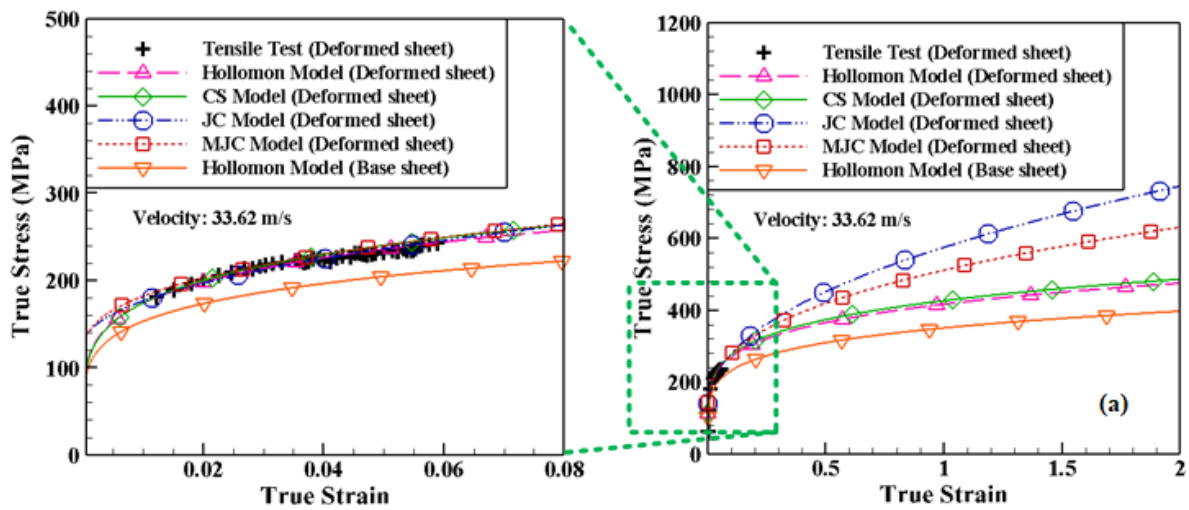 500
400
300
200
100
0
True Stress (MPa)
Tensile Test (Deformed sheet)
Hollomon Model (Deformed sheet)
CS Model (Deformed sheet)
JC Model (Deformed sheet)
MJC Model (Deformed sheet)
Hollomon Model (Base sheet)
Velocity: 33.62 m/s
0.02
0.04
0.06
0.08
True Strain
1200
1000
800
600
400
200
0
True Stress (MPa)
Tensile Test (Deformed sheet)
Hollomon Model (Deformed sheet)
CS Model (Deformed sheet)
JC Model (Deformed sheet)
MJC Model (Deformed sheet)
Hollomon Model (Base sheet)
Velocity: 33.62 m/s
(a)
0.5
1
1.5
2
True Strain